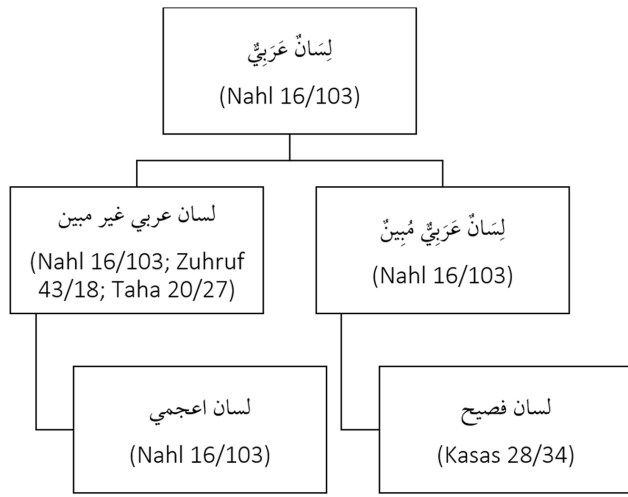 لِسَانٌ عَرَبِيٌّ
(Nahl 16/103)
لسان عربي غير مبين
(Nahl 16/103; Zuhruf
43/18; Taha 20/27)
لِسَانٌ عَرَبِيٌّ مُبِينٌ
(Nahl 16/103)
لسان اعجمي
(Nahl 16/103)
لسان فصيح
(Kasas 28/34)